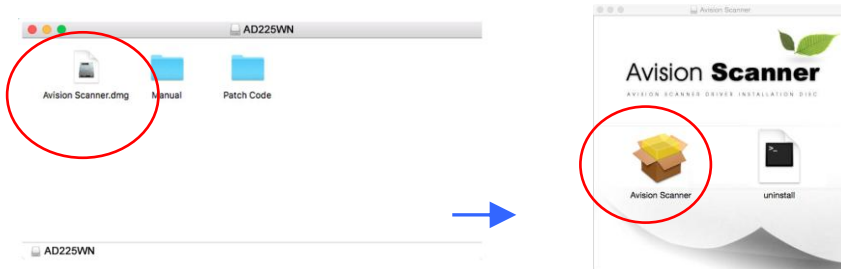 AD225WN
Avision Scanner.dmg
Manual
Patch Code
AD225WN
Avision Scanner
Avision Scanner
AVISION SCANNER DRIVER INSTALLATION DISC
>_
Avision Scanner
uninstall